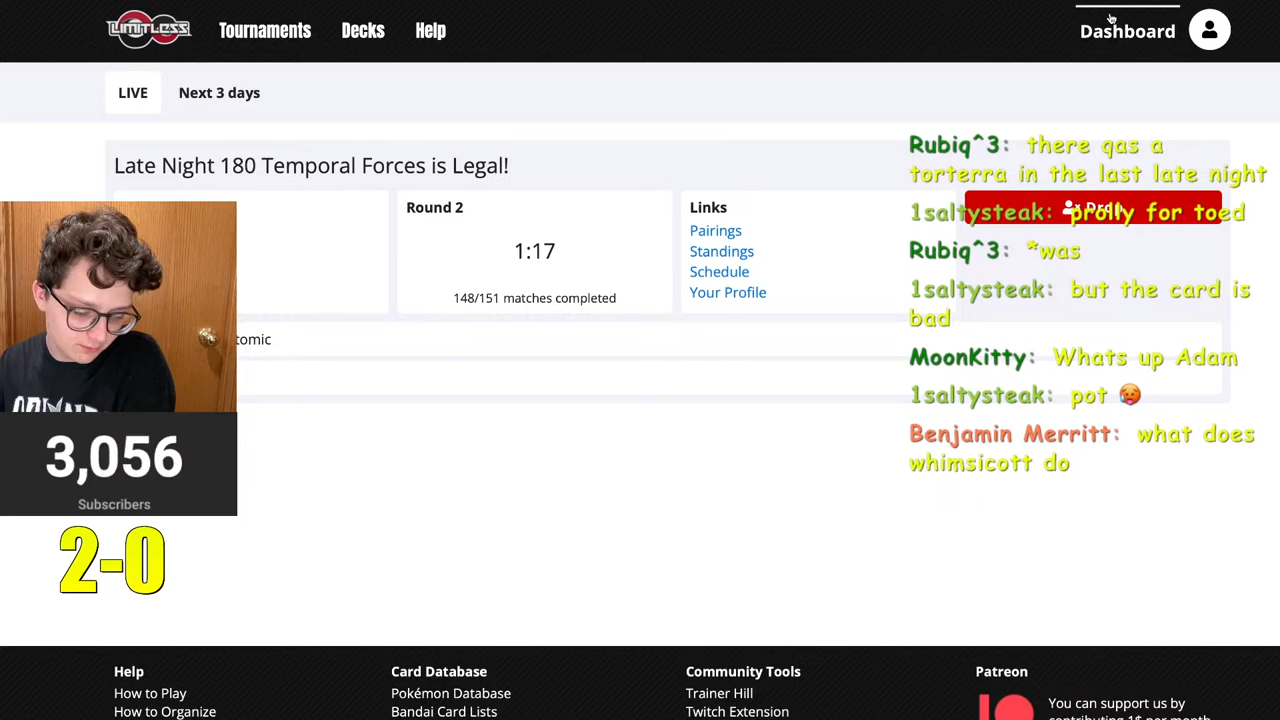 LIMITLESS
Tournaments
Decks
Help
Dashboard
LIVE
Next 3 days
Late Night 180 Temporal Forces is Legal!
Round 2
1:17
148/151 matches completed
Links
Pairings
Standings
Schedule
Your Profile
tomic
Rubiq^3: there qas a
torterra in the last late night
1saltysteak: prolly for toed
Rubiq^3: *was
1saltysteak: but the card is
bad
MoonKitty: Whats up Adam
1saltysteak: pot 🥵
Benjamin Merritt: what does
whimsicott do
3,056
Subscribers
2-0
Help
How to Play
How to Organize
Card Database
Pokémon Database
Bandai Card Lists
Community Tools
Trainer Hill
Twitch Extension
Patreon
You can support us by